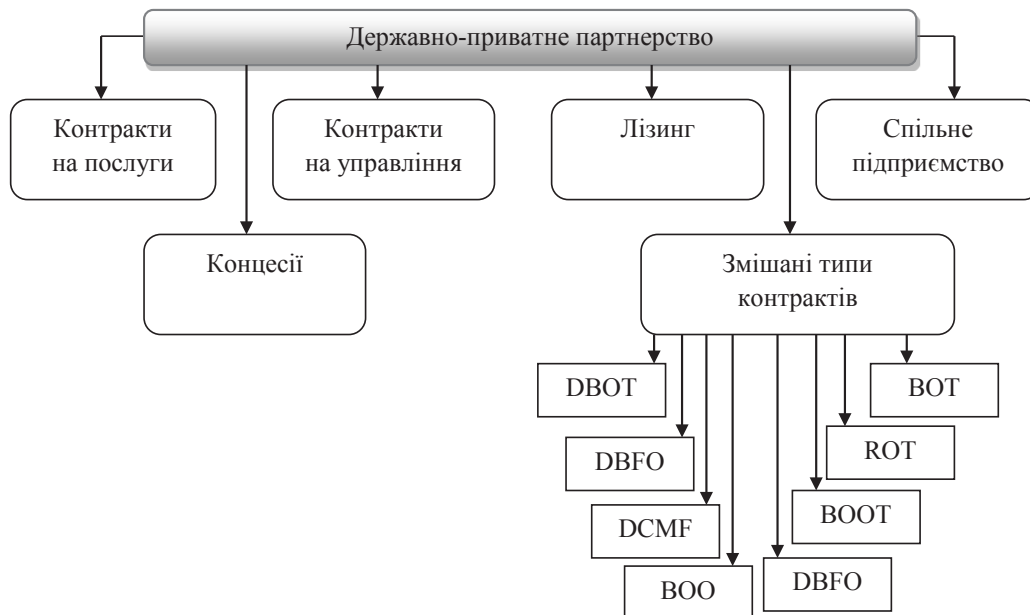 Державно-приватне партнерство
Контракти
на послуги
Контракти
на управління
Лізинг
Спільне
підприємство
Концесії
Змішані типи
контрактів
DBOT
BOT
DBFO
ROT
DCMF
BOOT
BOO
DBFO